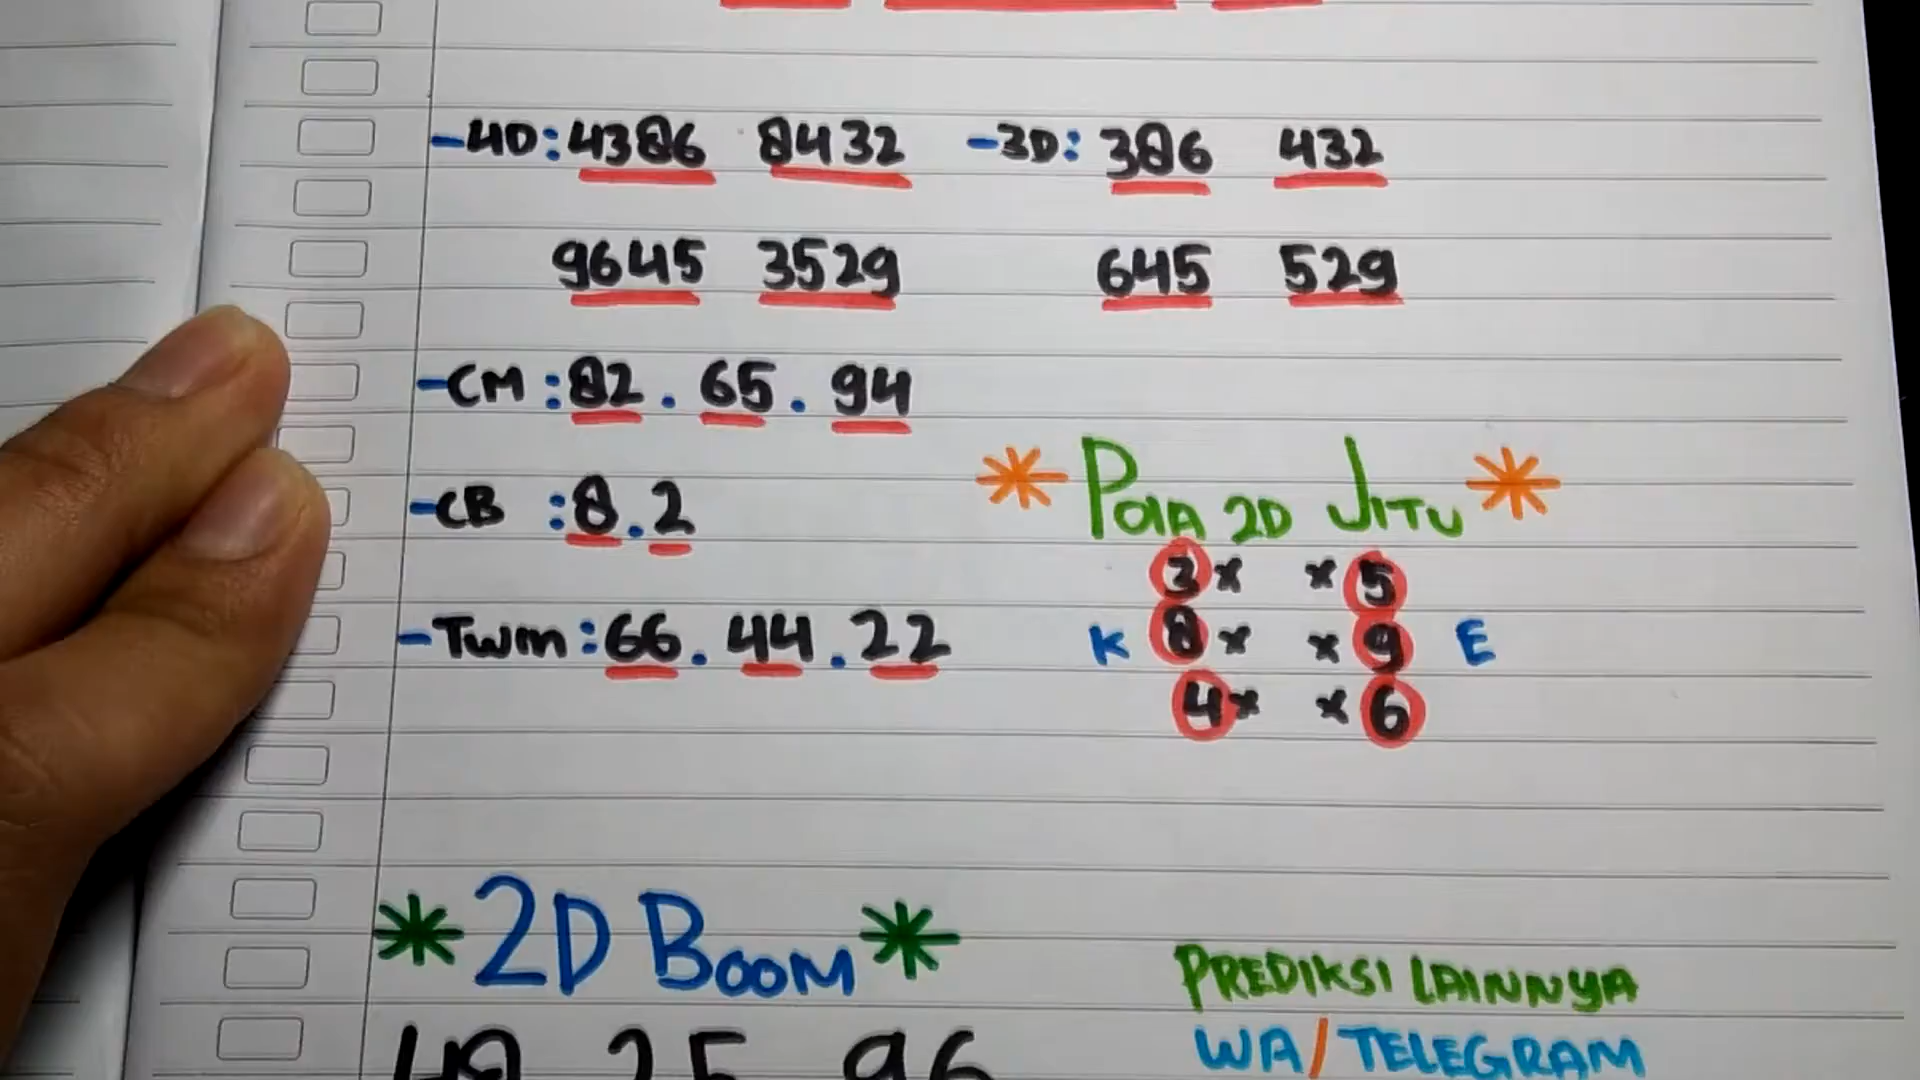 -4D: 4386 8432 -3D: 386 432
9645 3529 645 529
-CM: 82. 65. 94
-CB: 8. 2
-Twm: 66. 44. 22
* Pola 2D JITU *
3x x5
K 8x x9 E
4x x6
* 2D BOOM *
PREDIKSI LAINNYA
WA/TELEGRAM